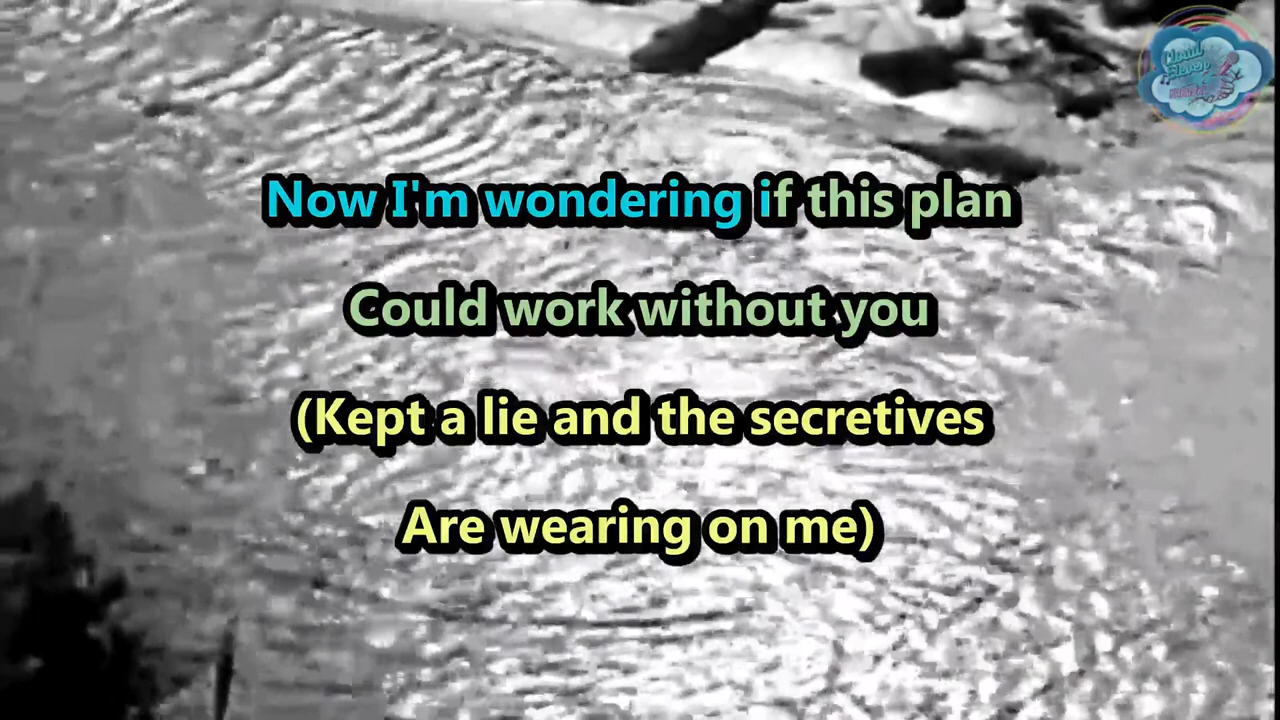 Now I'm wondering if this plan
Could work without you
(Kept a lie and the secretives
Are wearing on me)